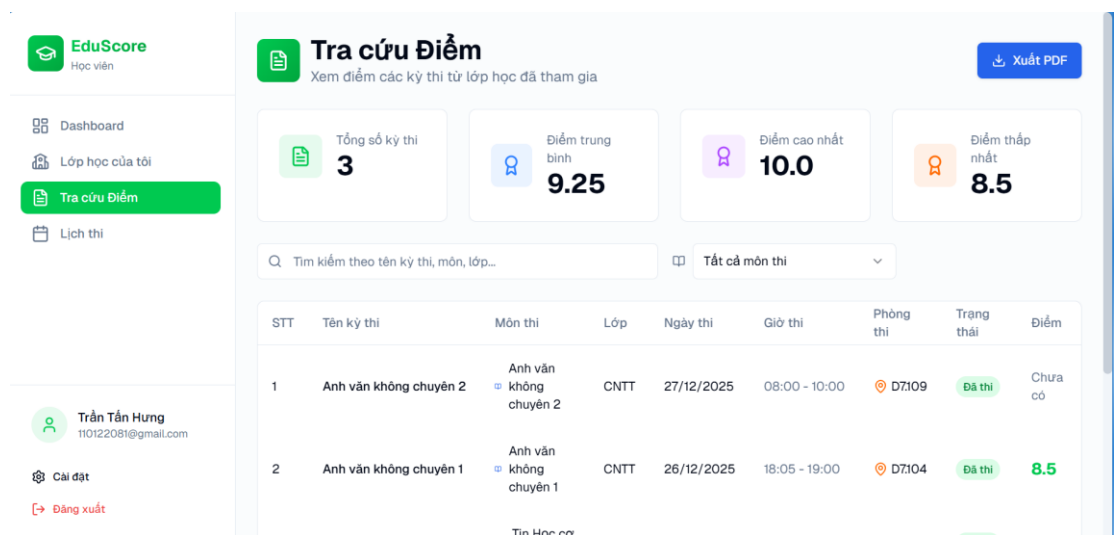 EduScore
Học viên
Dashboard
Lớp học của tôi
Tra cứu Điểm
Lịch thi
Trần Tấn Hưng
110122081@gmail.com
Cài đặt
Đăng xuất
Tra cứu Điểm
Xem điểm các kỳ thi từ lớp học đã tham gia
Xuất PDF
Tổng số kỳ thi
3
Điểm trung
bình
9.25
Điểm cao nhất
10.0
Điểm thấp
nhất
8.5
Tìm kiếm theo tên kỳ thi, môn, lớp...
Tất cả môn thi
STT Tên kỳ thi Môn thi Lớp Ngày thi Giờ thi Phòng thi Trạng thái Điểm
1 Anh văn không chuyên 2 Anh văn không chuyên 2 CNTT 27/12/2025 08:00 - 10:00 D7.109 Đã thi Chưa có
2 Anh văn không chuyên 1 Anh văn không chuyên 1 CNTT 26/12/2025 18:05 - 19:00 D7.104 Đã thi 8.5
Tin Học cơ